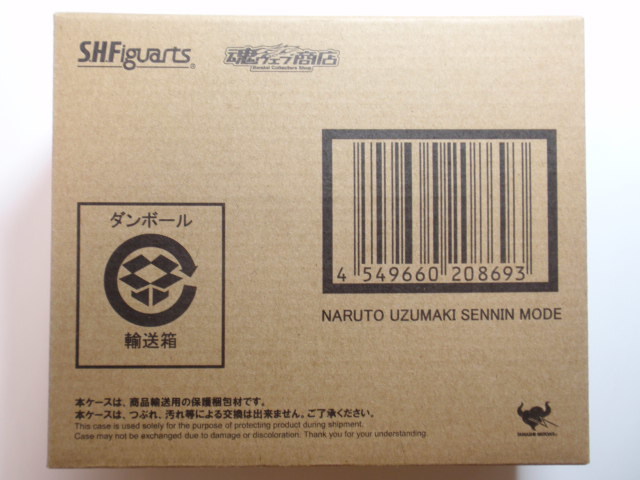 S.H.Figuarts
魂ウェブ商店
Bandai Collectors Shop
4 549660 208693
NARUTO UZUMAKI SENNIN MODE
ダンボール
輸送箱
本ケースは、商品輸送用の保護梱包材です。
本ケースは、つぶれ、汚れ等による交換は出来ません。ご了承ください。
This case is used solely for the purpose of protecting product during shipment.
Case may not be exchanged due to damage or discoloration. Thank you for your understanding.